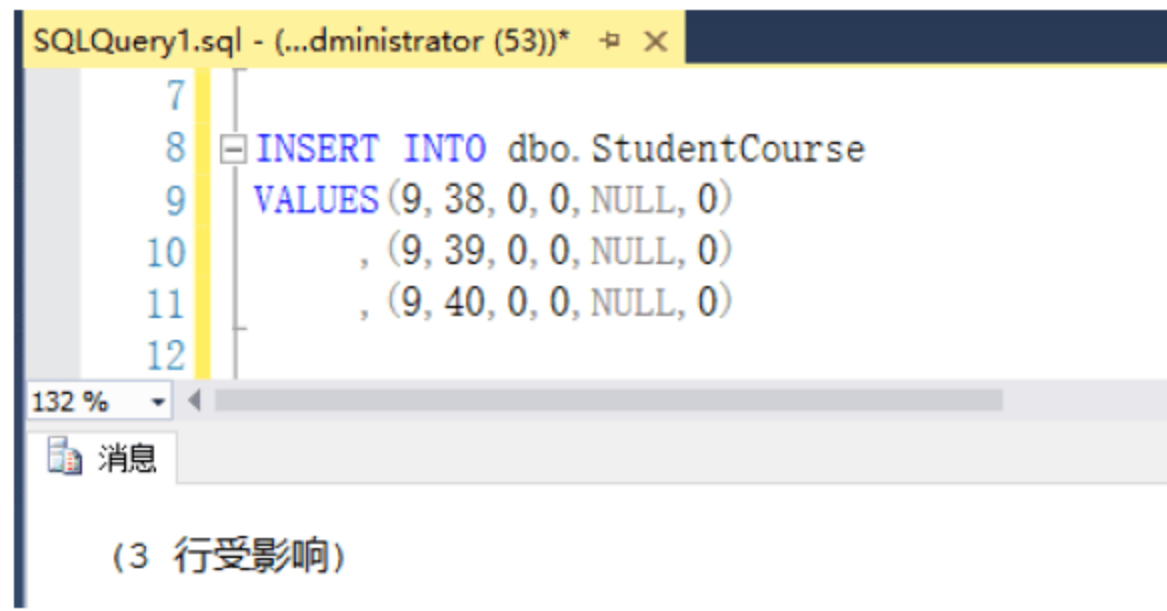 SQLQuery1.sql - (...dministrator (53))*
7
8 INSERT INTO dbo.StudentCourse
9 VALUES(9,38,0,0,NULL,0)
10 ,(9,39,0,0,NULL,0)
11 ,(9,40,0,0,NULL,0)
12
132 %
消息
(3 行受影响)